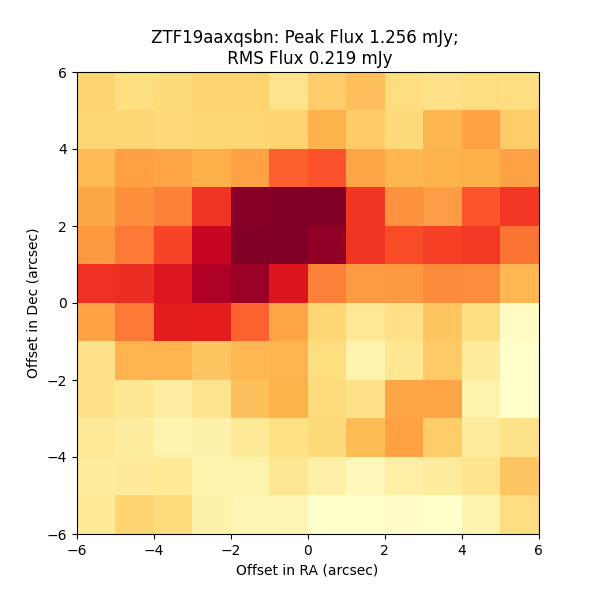 ZTF19aaxqsbn: Peak Flux 1.256 mJy;
RMS Flux 0.219 mJy
6
4
2
0
−2
−4
−6
Offset in Dec (arcsec)
−6 −4 −2 0 2 4 6
Offset in RA (arcsec)